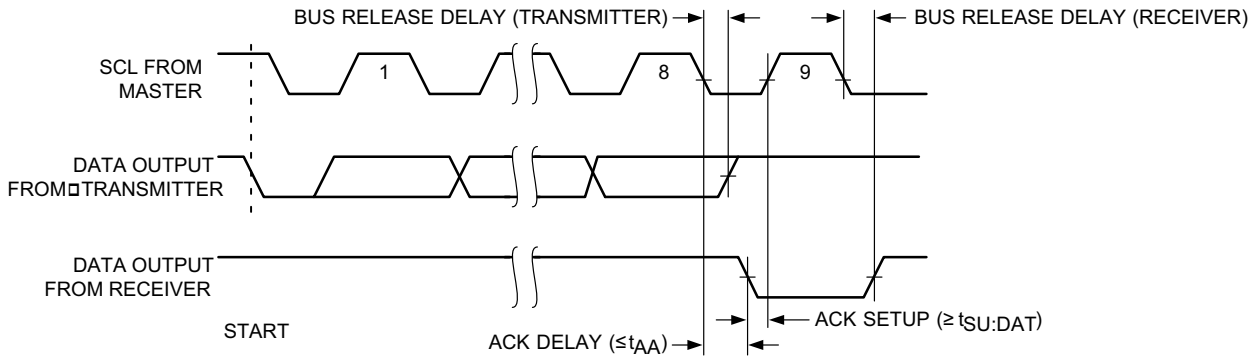 BUS RELEASE DELAY (TRANSMITTER)
BUS RELEASE DELAY (RECEIVER)
SCL FROM
MASTER
1
8
9
DATA OUTPUT
FROM□TRANSMITTER
DATA OUTPUT
FROM RECEIVER
START
ACK SETUP (≥ tSU:DAT)
ACK DELAY (≤ tAA)